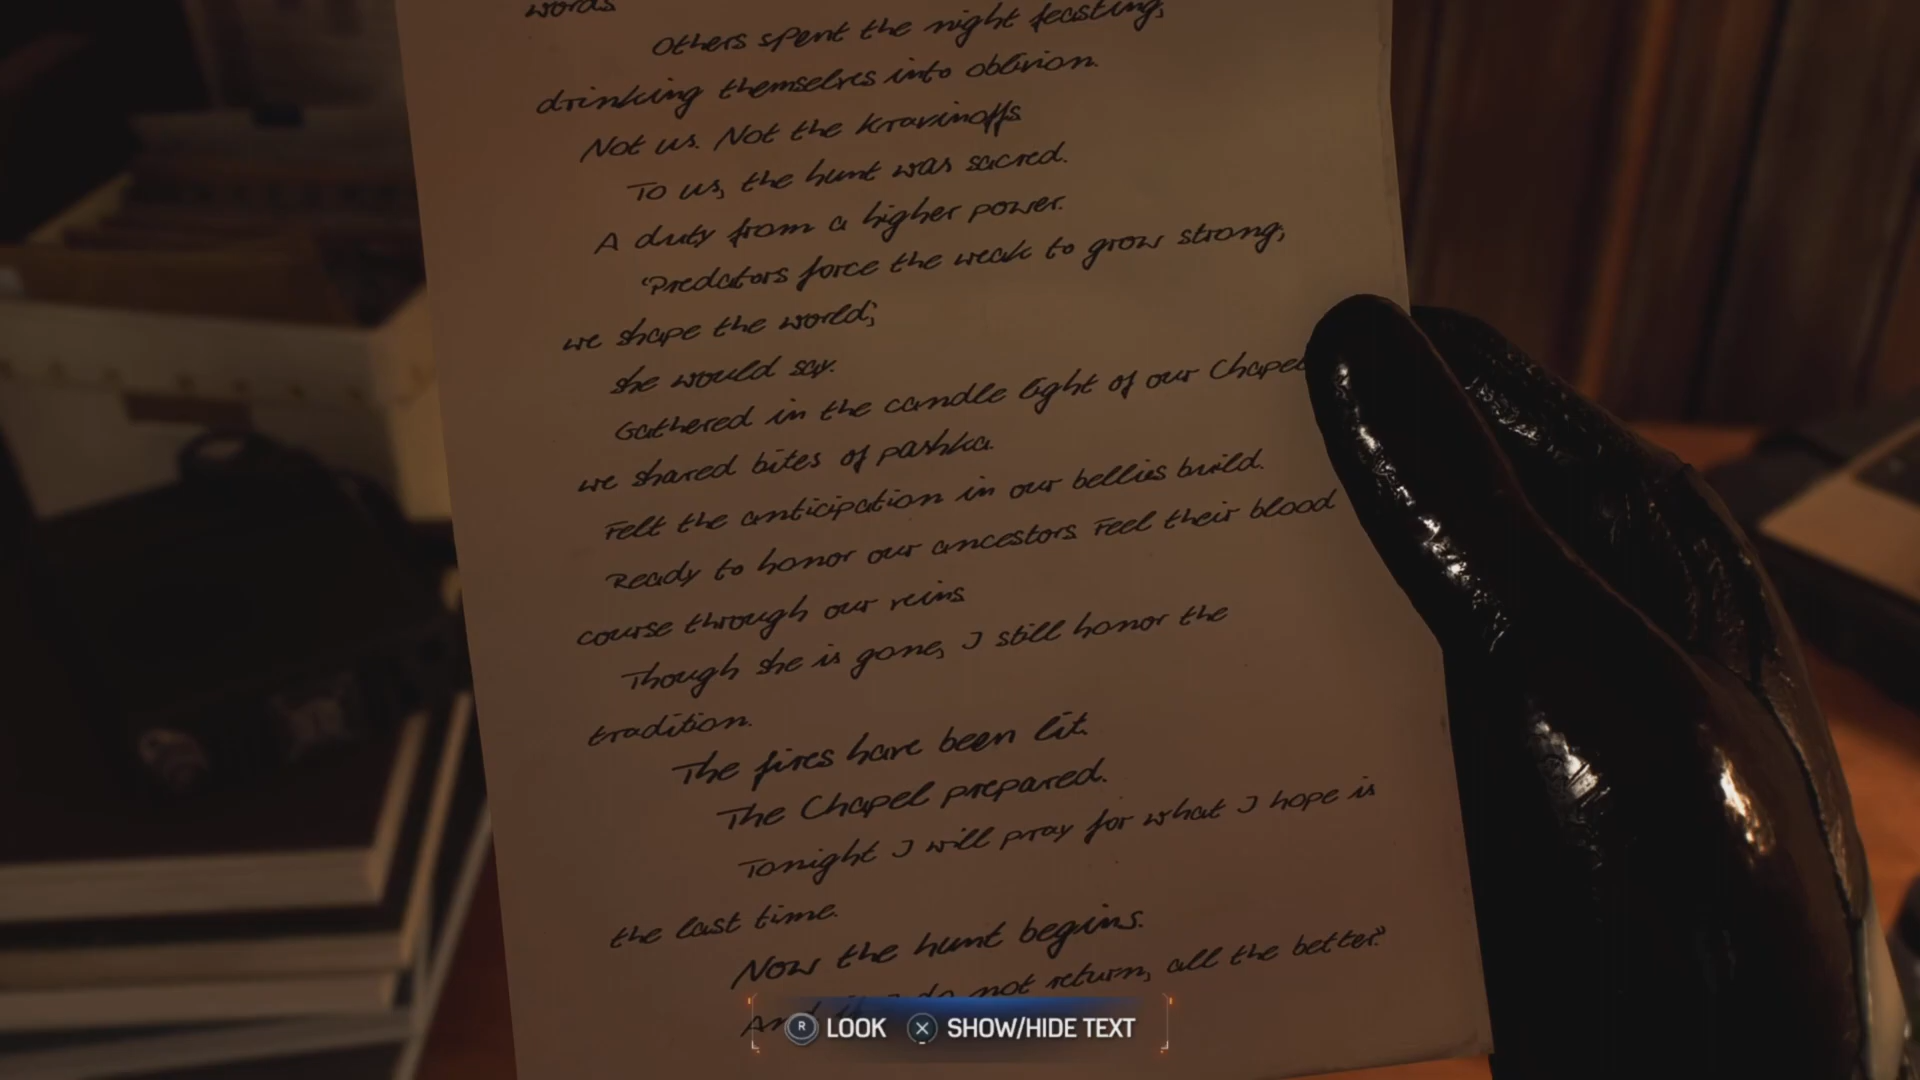 words
Others spent the night feasting,
drinking themselves into oblivion.
Not us. Not the Kravinoffs
To us, the hunt was sacred.
A duty from a higher power.
'Predators force the weak to grow strong,
we shape the world,'
she would say.
Gathered in the candle light of our Chapel
we shared bites of pashka.
Felt the anticipation in our bellies build.
Ready to honor our ancestors. Feel their blood
course through our veins
Though she is gone, I still honor the
tradition.
The fires have been lit.
The Chapel prepared.
Tonight I will pray for what I hope is
the last time.
Now the hunt begins.
And if I do not return, all the better."
R LOOK SHOW/HIDE TEXT